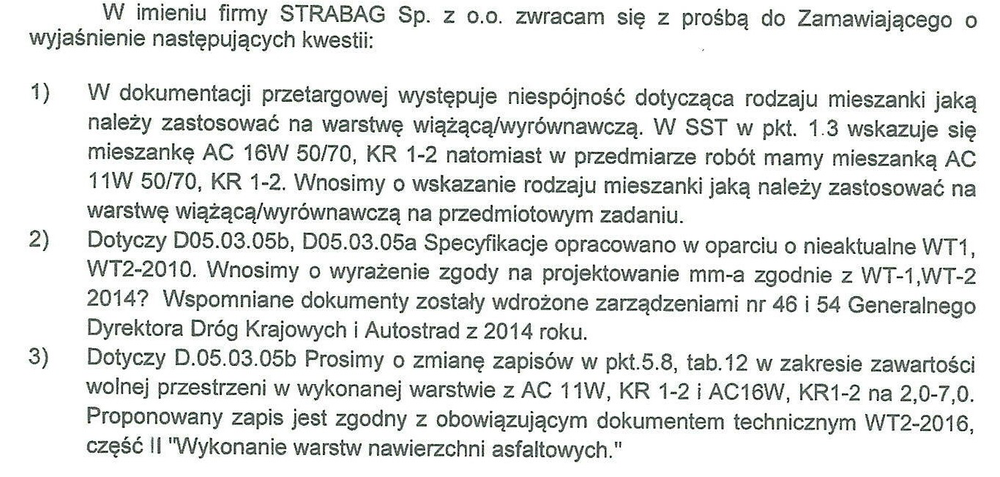 W imieniu firmy STRABAG Sp. z o.o. zwracam się z prośbą do Zamawiającego o
wyjaśnienie następujących kwestii:
1) W dokumentacji przetargowej występuje niespójność dotycząca rodzaju mieszanki jaką
należy zastosować na warstwę wiążącą/wyrównawczą. W SST w pkt. 1.3 wskazuje się
mieszankę AC 16W 50/70, KR 1-2 natomiast w przedmiarze robót mamy mieszanką AC
11W 50/70, KR 1-2. Wnosimy o wskazanie rodzaju mieszanki jaką należy zastosować na
warstwę wiążącą/wyrównawczą na przedmiotowym zadaniu.
2) Dotyczy D05.03.05b, D05.03.05a Specyfikacje opracowano w oparciu o nieaktualne WT1,
WT2-2010. Wnosimy o wyrażenie zgody na projektowanie mm-a zgodnie z WT-1,WT-2
2014? Wspomniane dokumenty zostały wdrożone zarządzeniami nr 46 i 54 Generalnego
Dyrektora Dróg Krajowych i Autostrad z 2014 roku.
3) Dotyczy D.05.03.05b Prosimy o zmianę zapisów w pkt.5.8, tab.12 w zakresie zawartości
wolnej przestrzeni w wykonanej warstwie z AC 11W, KR 1-2 i AC16W, KR1-2 na 2,0-7,0.
Proponowany zapis jest zgodny z obowiązującym dokumentem technicznym WT2-2016,
część II "Wykonanie warstw nawierzchni asfaltowych."